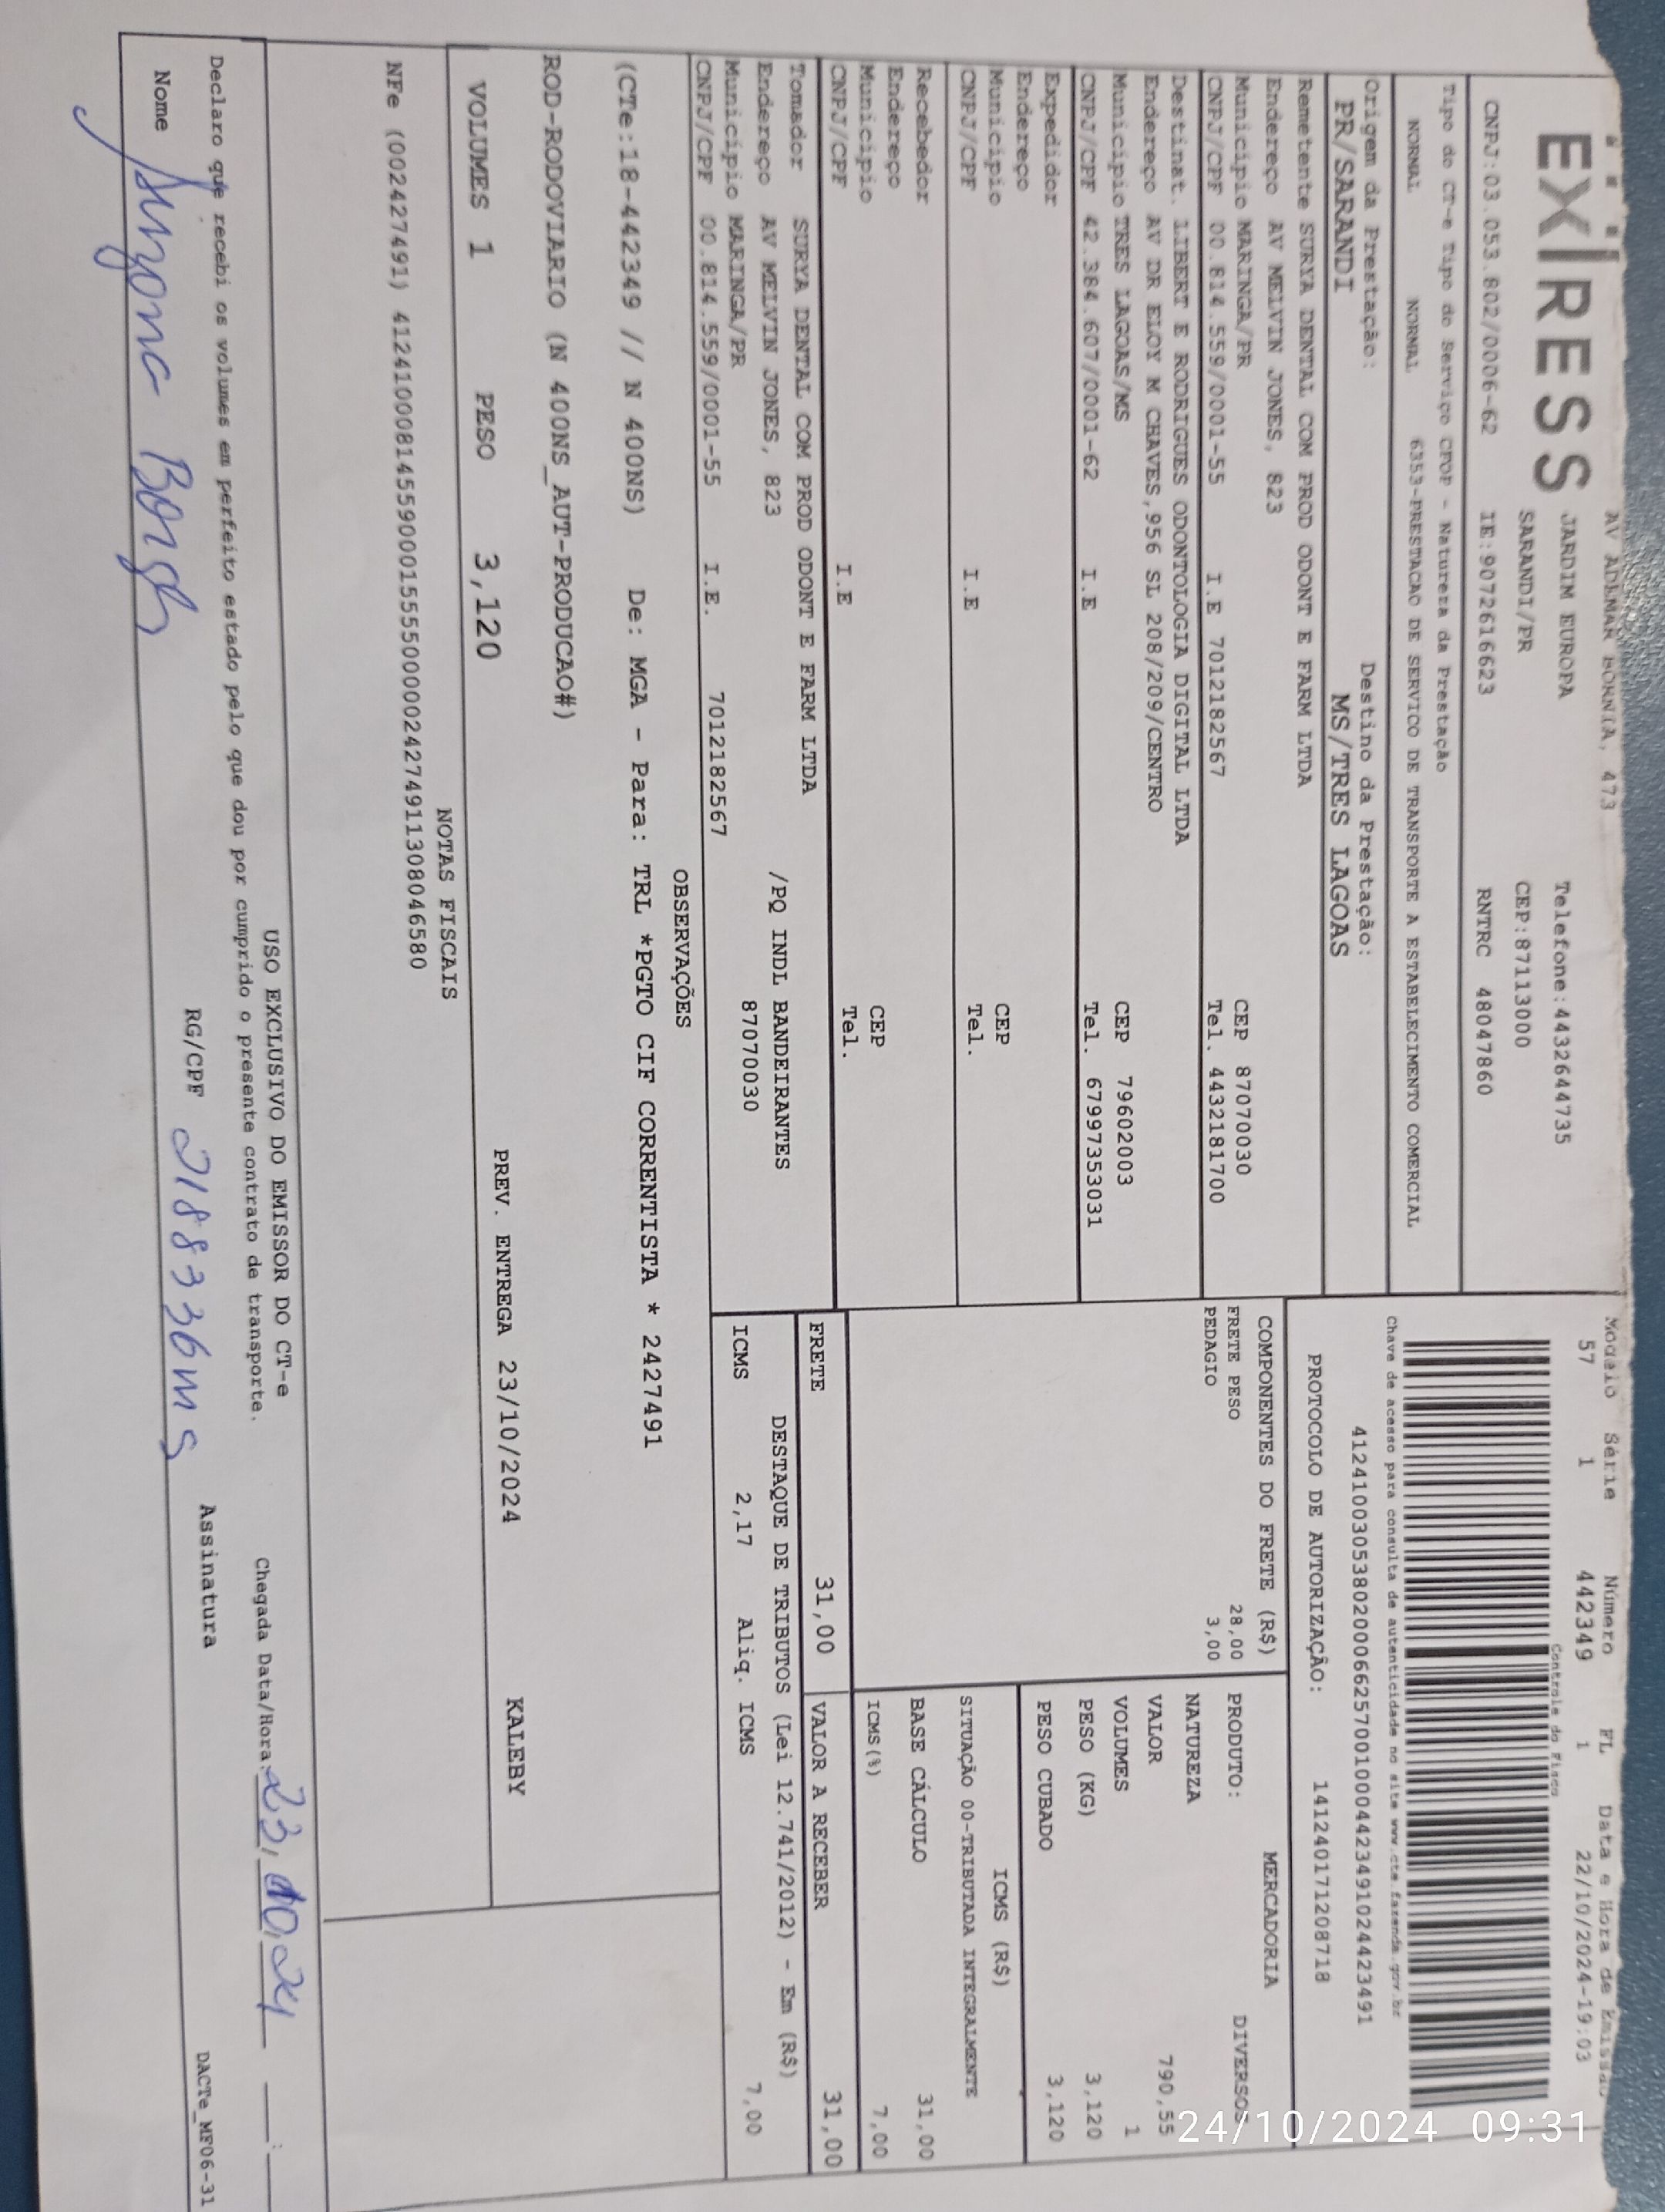 EXPRESS
AV ADEMAR BORNIA, 473
JARDIM EUROPA
Telefone:4432644735
SARANDI/PR
CEP:87113000
CNPJ:03.053.802/0006-62 IE:9072616623 RNTRC 48047860
Modelo Série Número FL Data e Hora de Emissão
57 1 442349 1 22/10/2024-19:03
Controle do Fisco
Tipo do CT-e Tipo do Serviço CFOP - Natureza da Prestação
NORMAL NORMAL 6353-PRESTACAO DE SERVICO DE TRANSPORTE A ESTABELECIMENTO COMERCIAL
Chave de acesso para consulta de autenticidade no site www.cte.fazenda.gov.br
41241003053802000662570010004423491024423491
Origem da Prestação: Destino da Prestação:
PR/SARANDI MS/TRES LAGOAS
PROTOCOLO DE AUTORIZAÇÃO: 141240171208718
Remetente SURYA DENTAL COM PROD ODONT E FARM LTDA
Endereço AV MELVIN JONES, 823
Município MARINGA/PR CEP 87070030
CNPJ/CPF 00.814.559/0001-55 I.E 7012182567 Tel. 4432181700
Destinat. LIBERT E RODRIGUES ODONTOLOGIA DIGITAL LTDA
Endereço AV DR ELOY M CHAVES,956 SL 208/209/CENTRO
Município TRES LAGOAS/MS CEP 79602003
CNPJ/CPF 42.384.607/0001-62 I.E Tel. 67997353031
Expedidor
Endereço
Município CEP
CNPJ/CPF I.E Tel.
Recebedor
Endereço
Município CEP
CNPJ/CPF I.E Tel.
Tomador SURYA DENTAL COM PROD ODONT E FARM LTDA
Endereço AV MELVIN JONES, 823 /PQ INDL BANDEIRANTES
Município MARINGA/PR 87070030
CNPJ/CPF 00.814.559/0001-55 I.E. 7012182567
COMPONENTES DO FRETE (R$)
FRETE PESO 28,00
PEDAGIO 3,00
MERCADORIA
PRODUTO: DIVERSOS
NATUREZA
VALOR 790,55
VOLUMES 1
PESO (KG) 3,120
PESO CUBADO 3,120
ICMS (R$)
SITUAÇÃO 00-TRIBUTADA INTEGRALMENTE
BASE CÁLCULO 31,00
ICMS(%) 7,00
FRETE 31,00 VALOR A RECEBER 31,00
DESTAQUE DE TRIBUTOS (Lei 12.741/2012) - Em (R$)
ICMS 2,17 Aliq. ICMS 7,00
OBSERVAÇÕES
(CTe:18-442349 // N 400NS) De: MGA - Para: TRL *PGTO CIF CORRENTISTA * 2427491
ROD-RODOVIARIO (N 400NS_AUT-PRODUCAO#)
VOLUMES 1 PESO 3,120 PREV. ENTREGA 23/10/2024 KALEBY
NOTAS FISCAIS
NFe (002427491) 41241000814559000155550000024274911308046580
USO EXCLUSIVO DO EMISSOR DO CT-e
Declaro que recebi os volumes em perfeito estado pelo que dou por cumprido o presente contrato de transporte.
Chegada Data/Hora: 23/10/24 __:__
Nome RG/CPF 2188336MS Assinatura
DACTe_MF06-31
24/10/2024 09:31